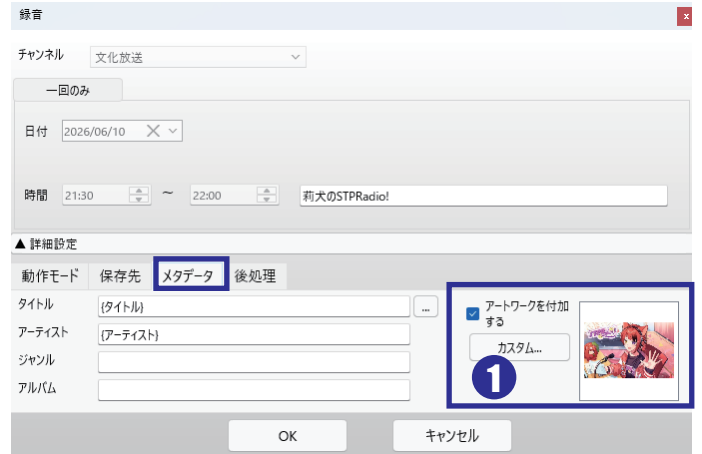 録音
x
チャンネル 文化放送
一回のみ
日付 2026/06/10
時間 21:30 ~ 22:00 莉犬のSTPRadio!
▲ 詳細設定
動作モード 保存先 メタデータ 後処理
タイトル {タイトル} ...
アーティスト {アーティスト}
ジャンル
アルバム
アートワークを付加
する
カスタム...
1
OK キャンセル